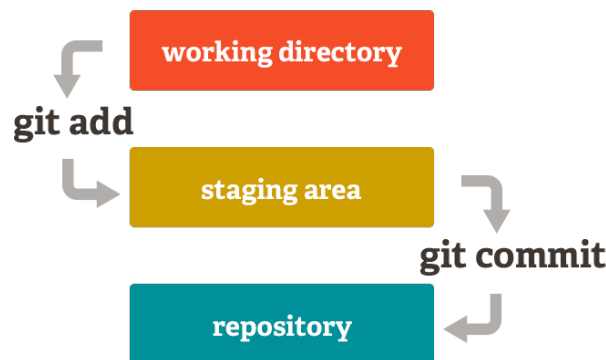 working directory
git add
staging area
git commit
repository